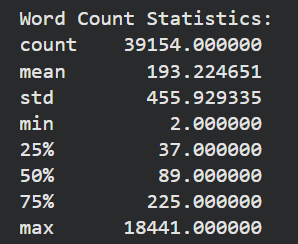 Word Count Statistics:
count    39154.000000
mean       193.224651
std        455.929335
min          2.000000
25%         37.000000
50%         89.000000
75%        225.000000
max      18441.000000